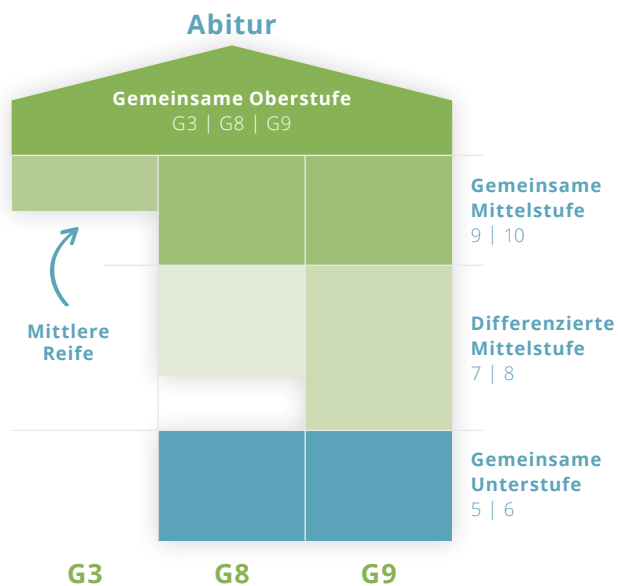 Abitur
Gemeinsame Oberstufe
G3 | G8 | G9
Gemeinsame
Mittelstufe
9 | 10
Mittlere
Reife
Differenzierte
Mittelstufe
7 | 8
Gemeinsame
Unterstufe
5 | 6
G3
G8
G9